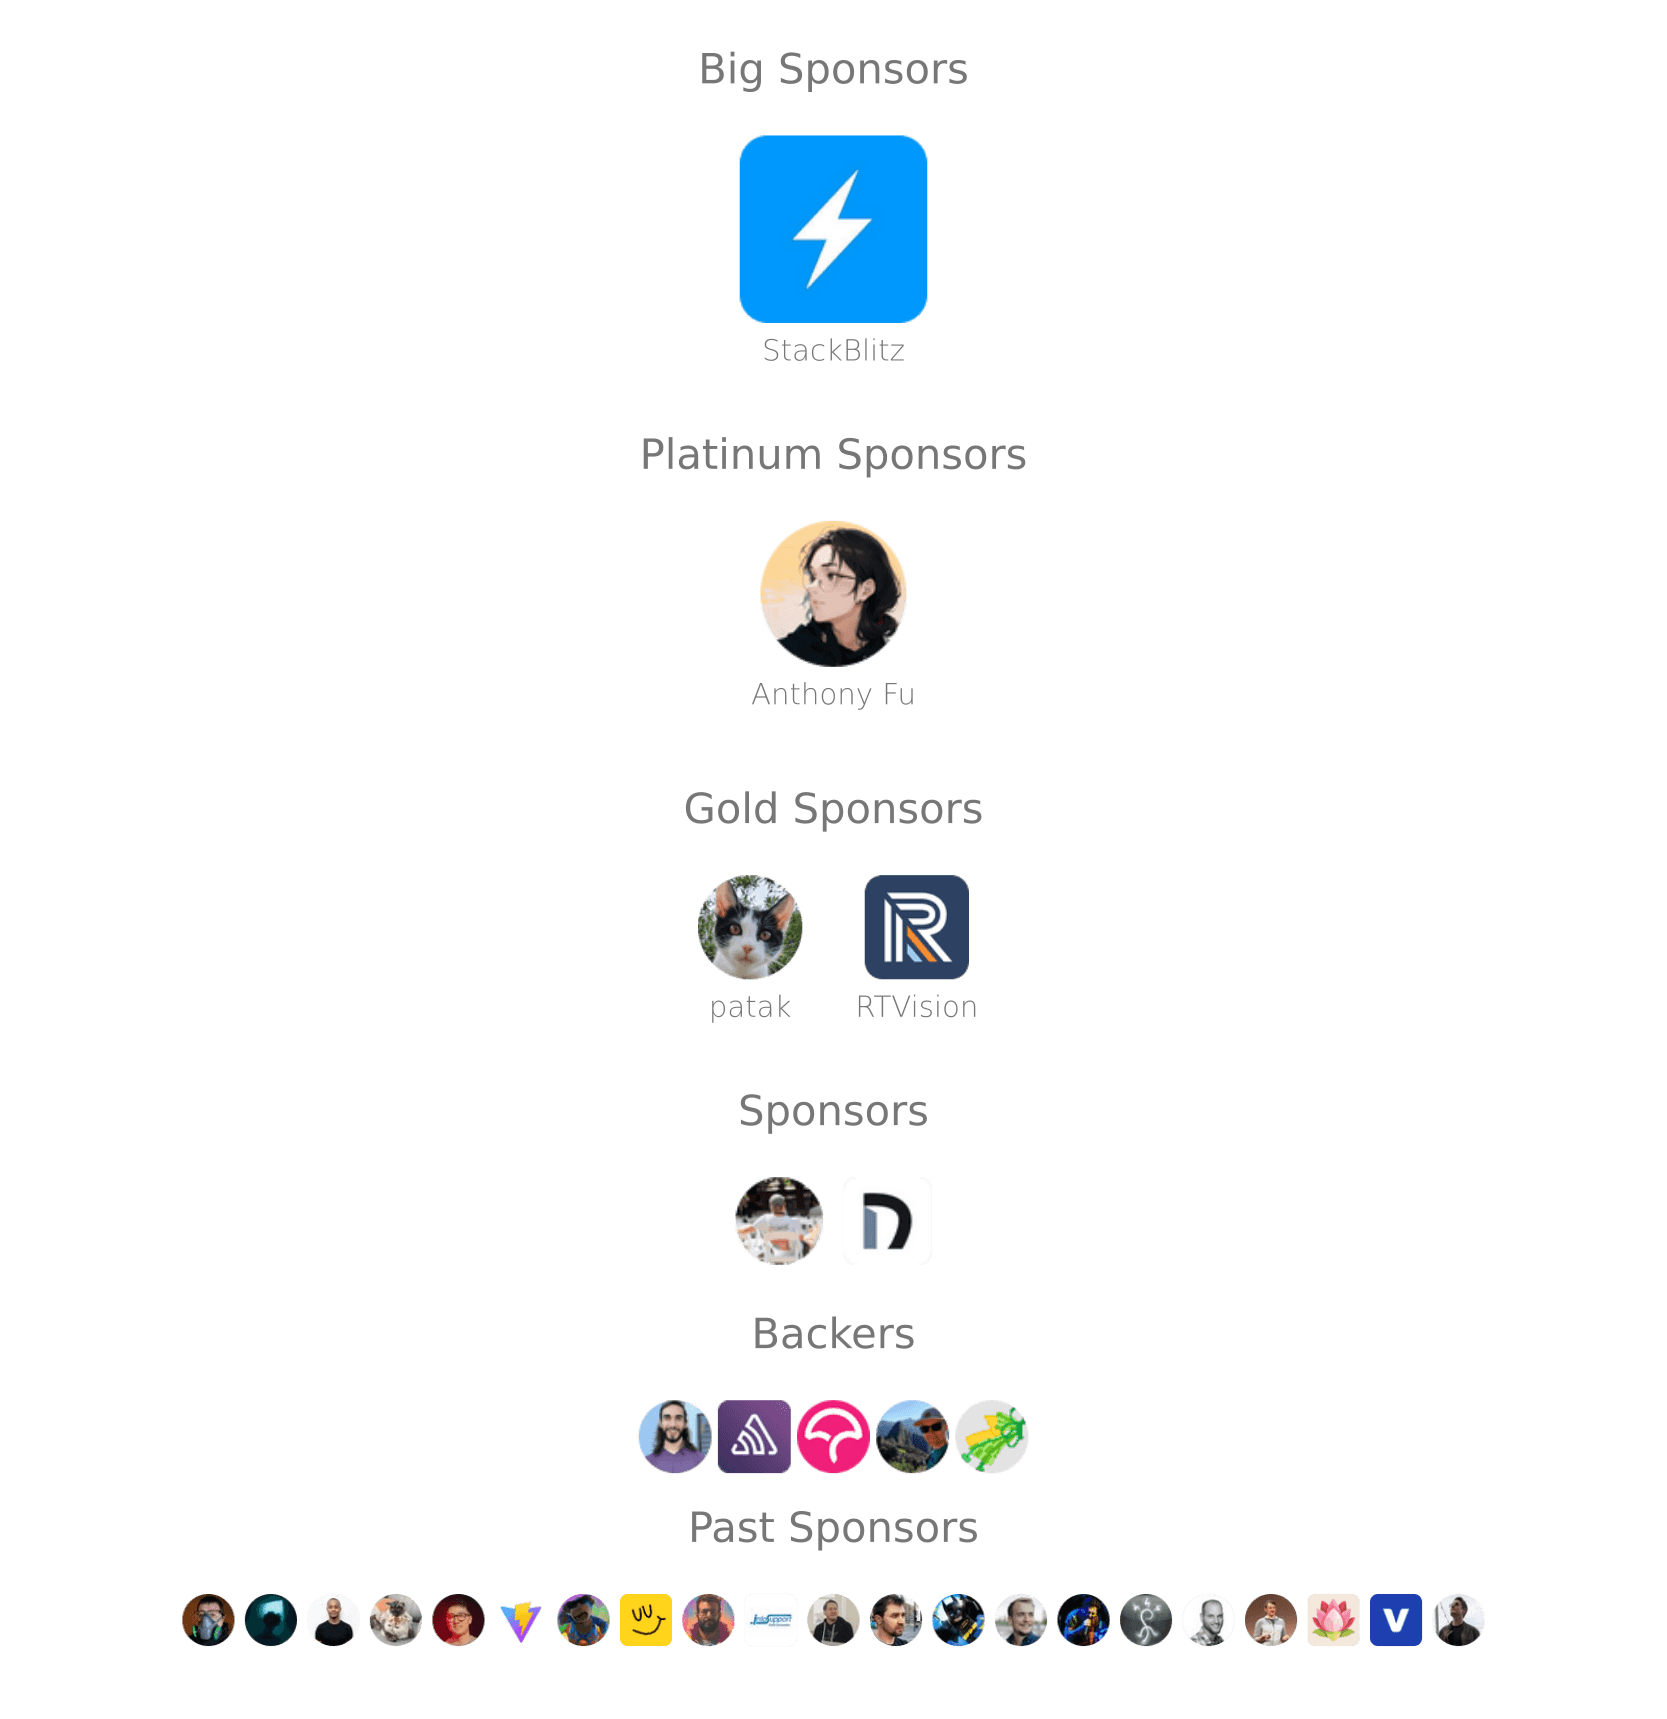 Big Sponsors
StackBlitz
Platinum Sponsors
Anthony Fu
Gold Sponsors
patak
RTVision
Sponsors
Backers
Past Sponsors